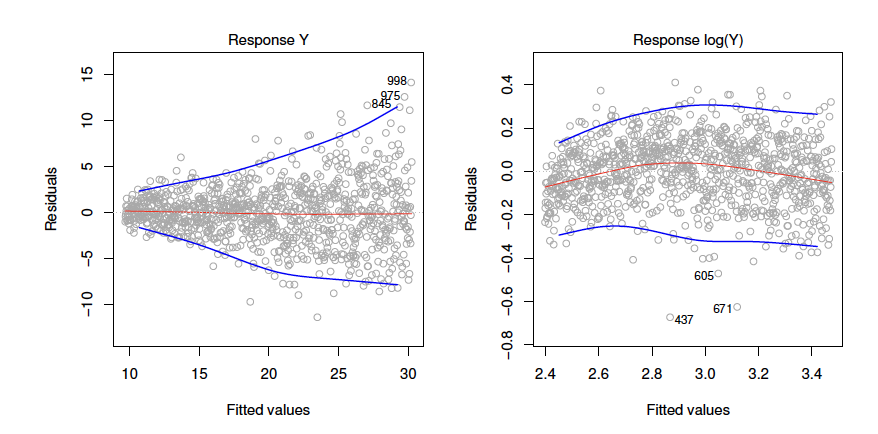 Response Y
998
975
845
15
10
5
0
−5
−10
10 15 20 25 30
Residuals
Fitted values
Response log(Y)
605
671
437
0.4
0.2
0.0
−0.2
−0.4
−0.6
−0.8
2.4 2.6 2.8 3.0 3.2 3.4
Residuals
Fitted values